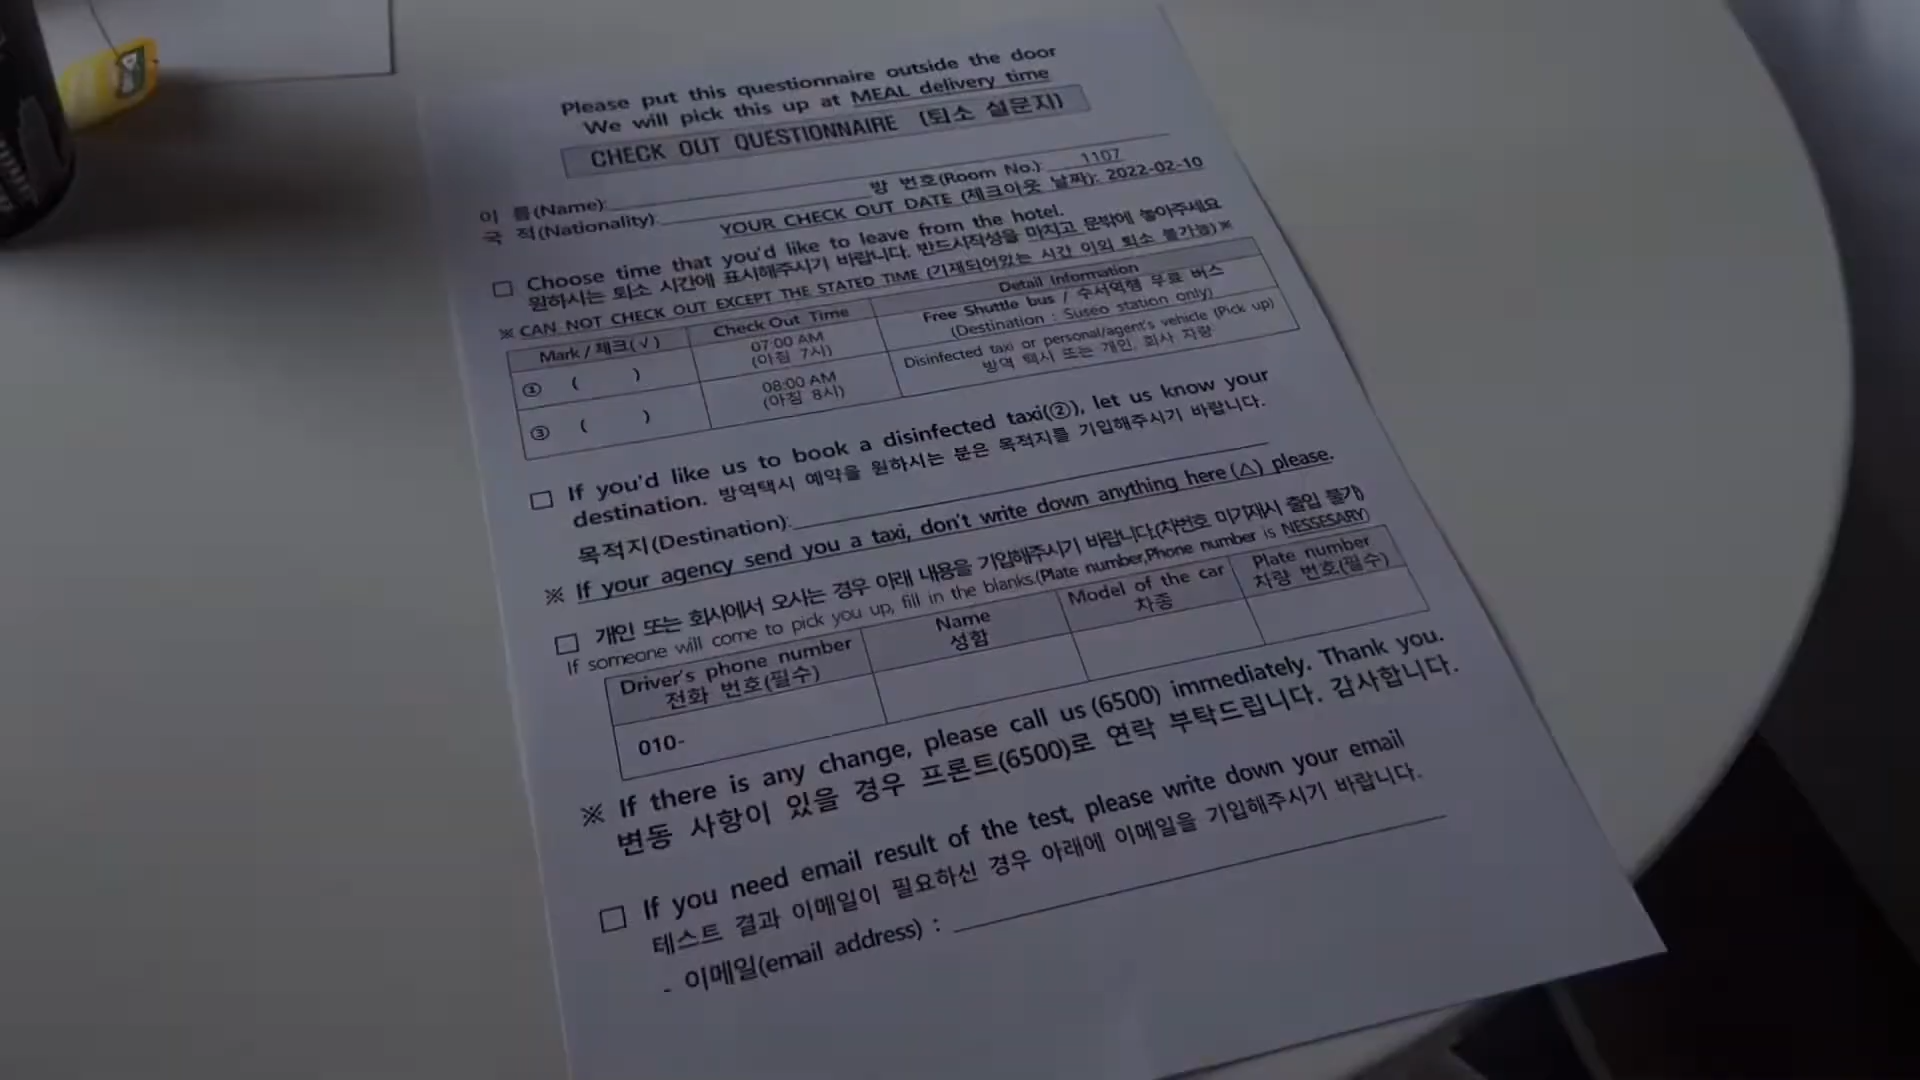 Please put this questionnaire outside the door
We will pick this up at MEAL delivery time
CHECK OUT QUESTIONNAIRE (퇴소 설문지)
이 름(Name): 방 번호(Room No.): 1107
국 적(Nationality): YOUR CHECK OUT DATE (체크아웃 날짜): 2022-02-10
□ Choose time that you'd like to leave from the hotel.
원하시는 퇴소 시간에 표시해주시기 바랍니다. 반드시작성을 마치고 문밖에 놓아주세요
※ CAN NOT CHECK OUT EXCEPT THE STATED TIME (기재되어있는 시간 이외 퇴소 불가능)※
Mark / 체크(√) Check Out Time Detail Information
① ( ) 07:00 AM (아침 7시) Free Shuttle bus / 수서역행 무료 버스
(Destination : Suseo station only)
③ ( ) 08:00 AM (아침 8시) Disinfected taxi or personal/agent's vehicle (Pick up)
방역 택시 또는 개인, 회사 차량
□ If you'd like us to book a disinfected taxi(②), let us know your
destination. 방역택시 예약을 원하시는 분은 목적지를 기입해주시기 바랍니다.
목적지(Destination):
※ If your agency send you a taxi, don't write down anything here (△) please.
□ 개인 또는 회사에서 오시는 경우 아래 내용을 기입해주시기 바랍니다.(차번호 미기재시 출입 불가)
If someone will come to pick you up, fill in the blanks.(Plate number,Phone number is NESSESARY)
Driver's phone number 전화 번호(필수) Name 성함 Model of the car 차종 Plate number 차량 번호(필수)
010-
※ If there is any change, please call us (6500) immediately. Thank you.
변동 사항이 있을 경우 프론트(6500)로 연락 부탁드립니다. 감사합니다.
□ If you need email result of the test, please write down your email
테스트 결과 이메일이 필요하신 경우 아래에 이메일을 기입해주시기 바랍니다.
- 이메일(email address) :